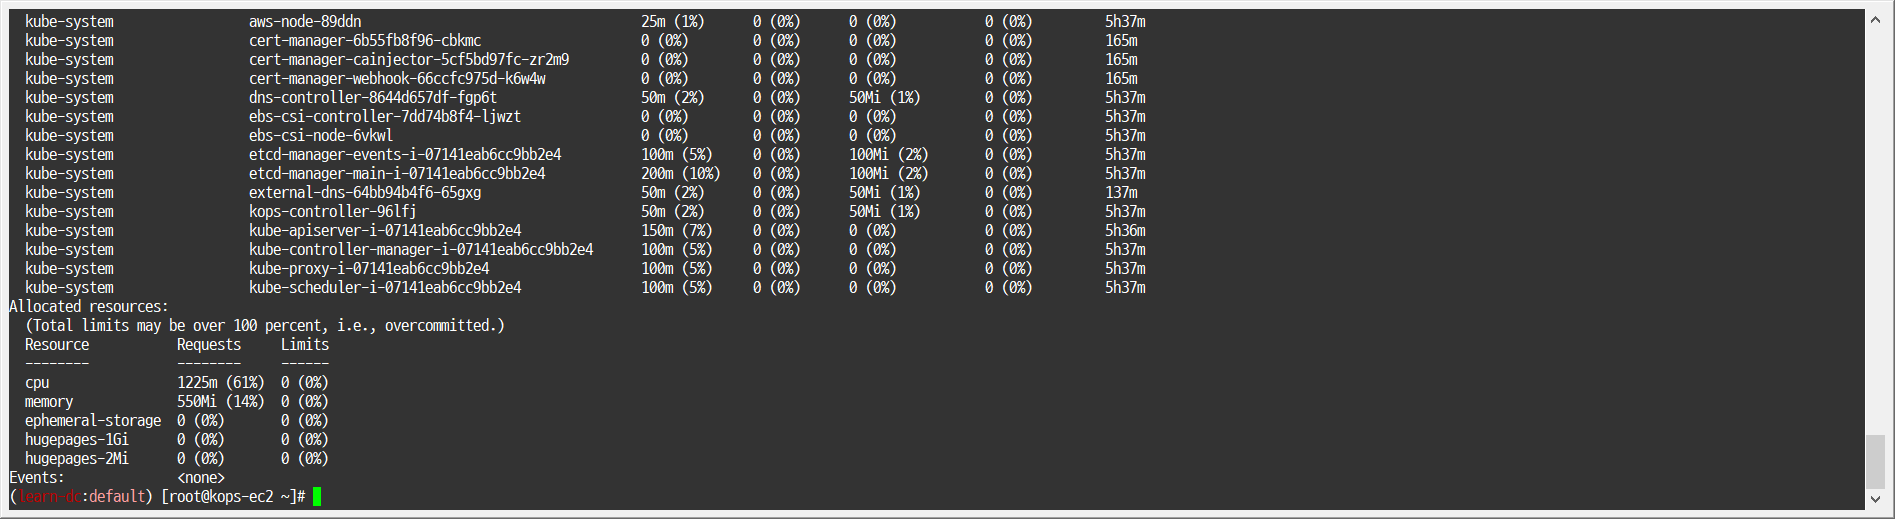 kube-system aws-node-89ddn 25m (1%) 0 (0%) 0 (0%) 0 (0%) 5h37m
kube-system cert-manager-6b55fb8f96-cbkmc 0 (0%) 0 (0%) 0 (0%) 0 (0%) 165m
kube-system cert-manager-cainjector-5cf5bd97fc-zr2m9 0 (0%) 0 (0%) 0 (0%) 0 (0%) 165m
kube-system cert-manager-webhook-66ccfc975d-k6w4w 0 (0%) 0 (0%) 0 (0%) 0 (0%) 165m
kube-system dns-controller-8644d657df-fgp6t 50m (2%) 0 (0%) 50Mi (1%) 0 (0%) 5h37m
kube-system ebs-csi-controller-7dd74b8f4-ljwzt 0 (0%) 0 (0%) 0 (0%) 0 (0%) 5h37m
kube-system ebs-csi-node-6vkwl 0 (0%) 0 (0%) 0 (0%) 0 (0%) 5h37m
kube-system etcd-manager-events-i-07141eab6cc9bb2e4 100m (5%) 0 (0%) 100Mi (2%) 0 (0%) 5h37m
kube-system etcd-manager-main-i-07141eab6cc9bb2e4 200m (10%) 0 (0%) 100Mi (2%) 0 (0%) 5h37m
kube-system external-dns-64bb94b4f6-65gxg 50m (2%) 0 (0%) 50Mi (1%) 0 (0%) 137m
kube-system kops-controller-96lfj 50m (2%) 0 (0%) 50Mi (1%) 0 (0%) 5h37m
kube-system kube-apiserver-i-07141eab6cc9bb2e4 150m (7%) 0 (0%) 0 (0%) 0 (0%) 5h36m
kube-system kube-controller-manager-i-07141eab6cc9bb2e4 100m (5%) 0 (0%) 0 (0%) 0 (0%) 5h37m
kube-system kube-proxy-i-07141eab6cc9bb2e4 100m (5%) 0 (0%) 0 (0%) 0 (0%) 5h37m
kube-system kube-scheduler-i-07141eab6cc9bb2e4 100m (5%) 0 (0%) 0 (0%) 0 (0%) 5h37m
Allocated resources:
(Total limits may be over 100 percent, i.e., overcommitted.)
Resource Requests Limits
-------- -------- ------
cpu 1225m (61%) 0 (0%)
memory 550Mi (14%) 0 (0%)
ephemeral-storage 0 (0%) 0 (0%)
hugepages-1Gi 0 (0%) 0 (0%)
hugepages-2Mi 0 (0%) 0 (0%)
Events: <none>
(learn-dc:default) [root@kops-ec2 ~]#